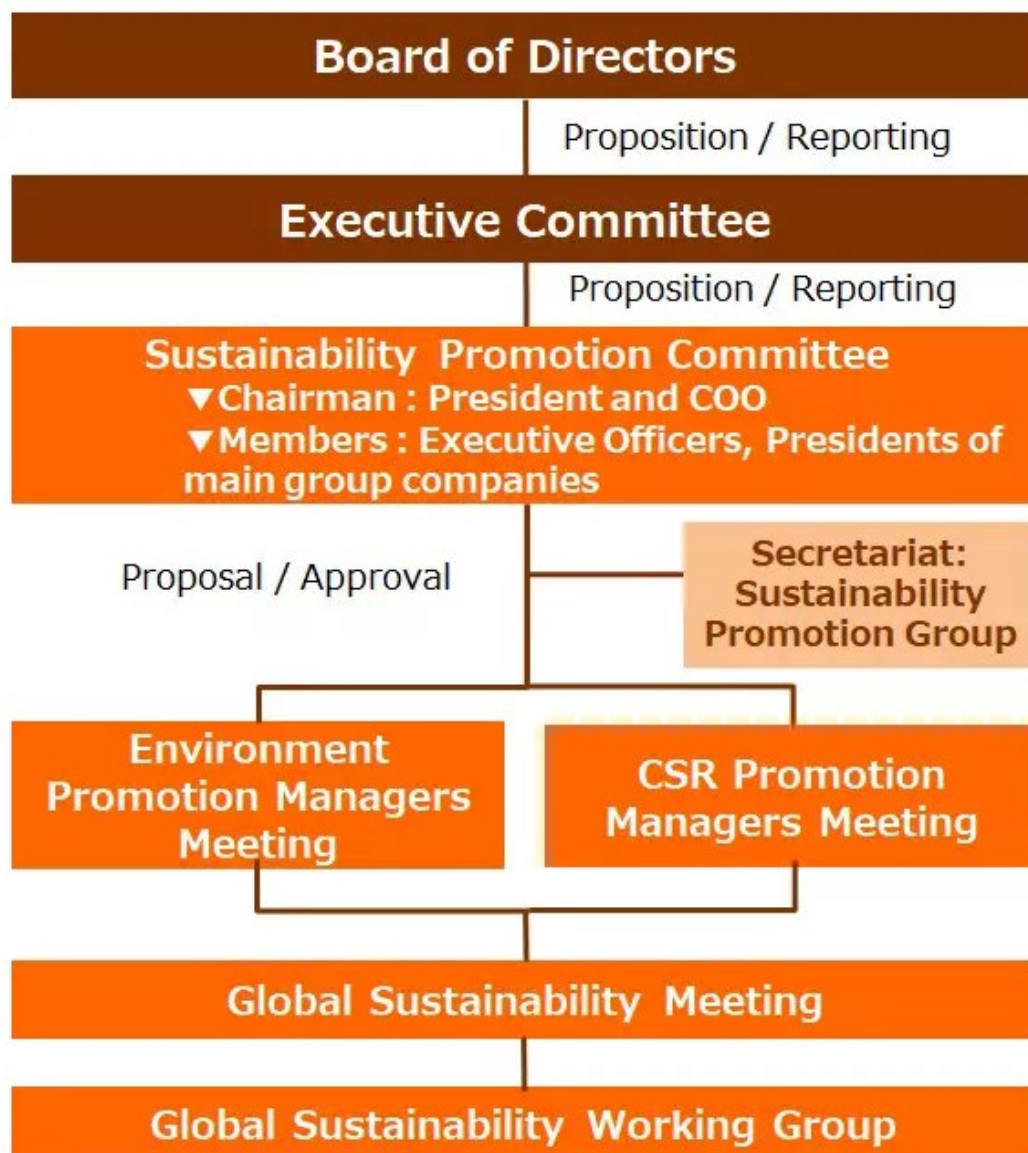 Board of Directors
Proposition / Reporting
Executive Committee
Proposition / Reporting
Sustainability Promotion Committee
▼Chairman : President and COO
▼Members : Executive Officers, Presidents of
main group companies
Proposal / Approval
Secretariat:
Sustainability
Promotion Group
Environment
Promotion Managers
Meeting
CSR Promotion
Managers Meeting
Global Sustainability Meeting
Global Sustainability Working Group